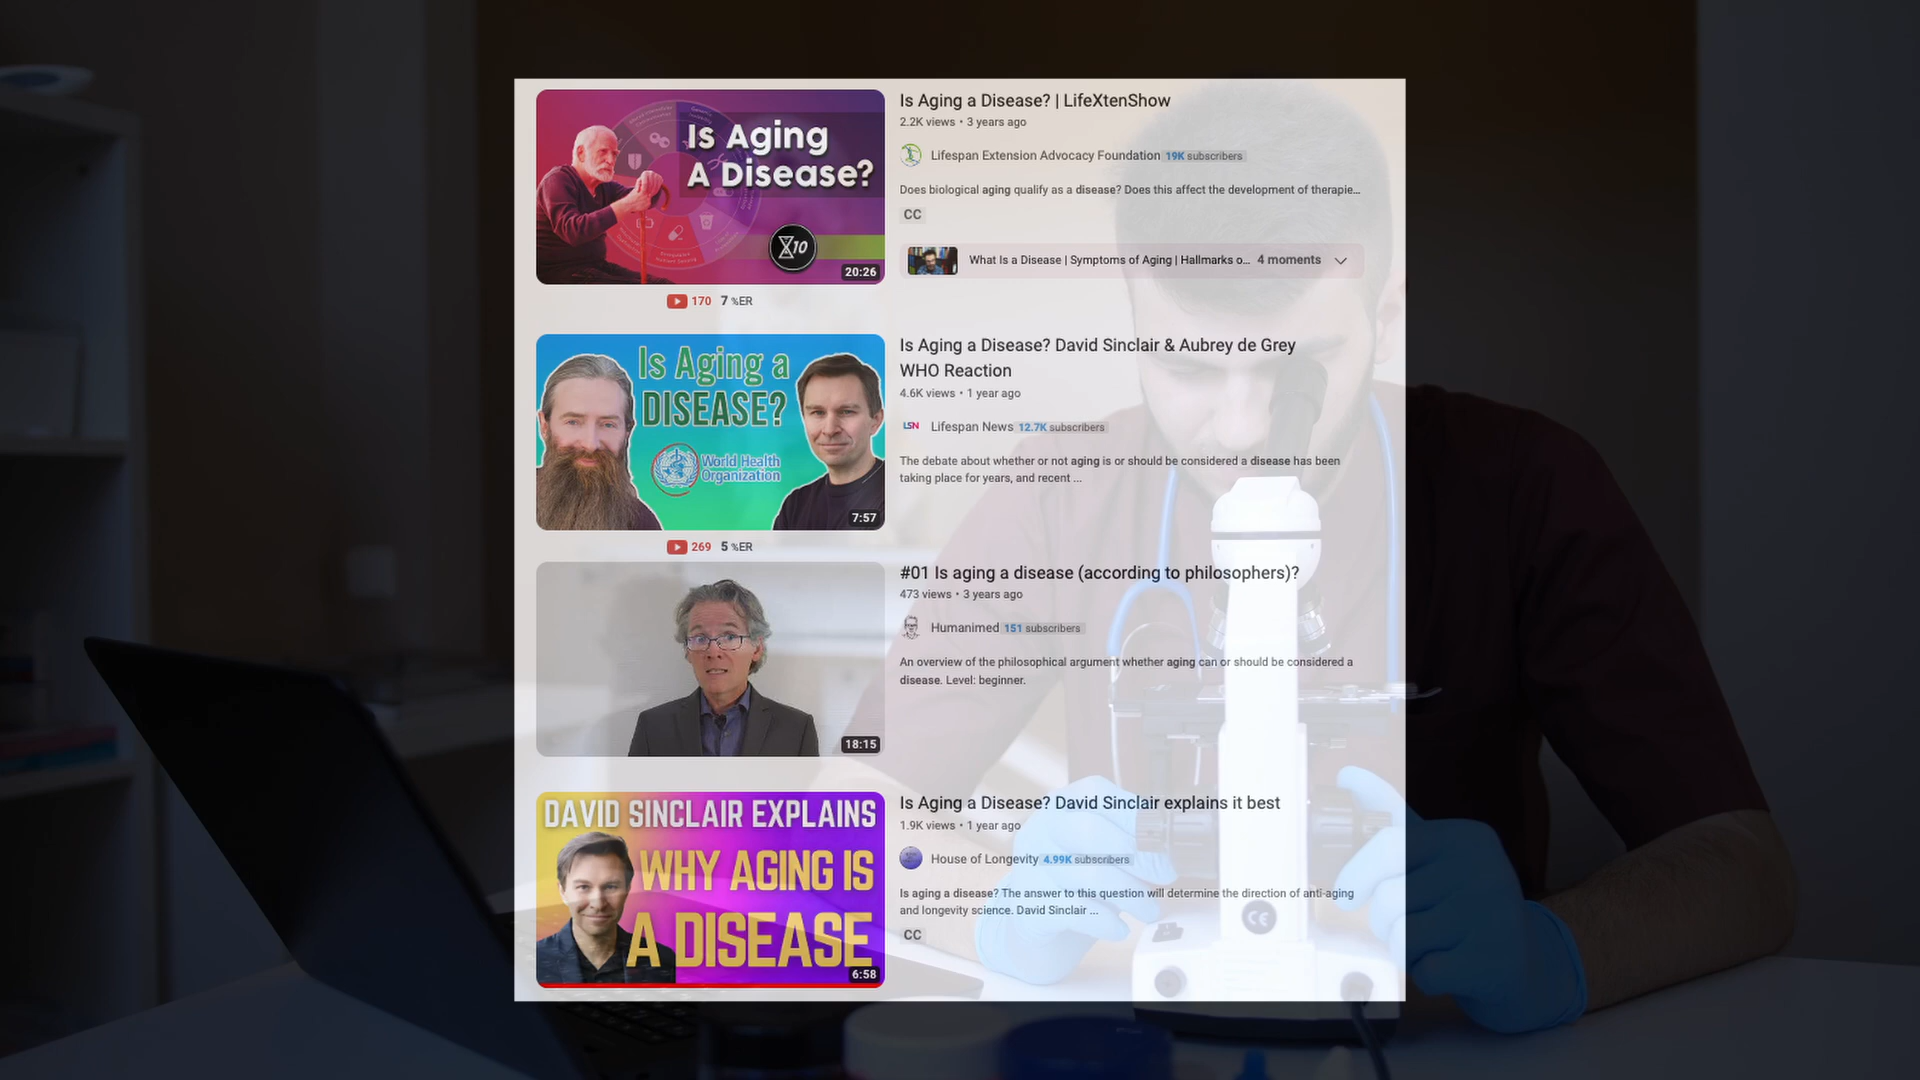 Is Aging
A Disease?
10
20:26
170 7 %ER
Is Aging a Disease? | LifeXtenShow
2.2K views • 3 years ago
Lifespan Extension Advocacy Foundation 19K subscribers
Does biological aging qualify as a disease? Does this affect the development of therapie...
CC
What Is a Disease | Symptoms of Aging | Hallmarks o... 4 moments
Is Aging a
DISEASE?
World Health
Organization
7:57
269 5 %ER
Is Aging a Disease? David Sinclair & Aubrey de Grey
WHO Reaction
4.6K views • 1 year ago
LSN Lifespan News 12.7K subscribers
The debate about whether or not aging is or should be considered a disease has been
taking place for years, and recent ...
18:15
#01 Is aging a disease (according to philosophers)?
473 views • 3 years ago
Humanimed 151 subscribers
An overview of the philosophical argument whether aging can or should be considered a
disease. Level: beginner.
DAVID SINCLAIR EXPLAINS
WHY AGING IS
A DISEASE
6:58
Is Aging a Disease? David Sinclair explains it best
1.9K views • 1 year ago
House of Longevity 4.99K subscribers
Is aging a disease? The answer to this question will determine the direction of anti-aging
and longevity science. David Sinclair ...
CC
CE